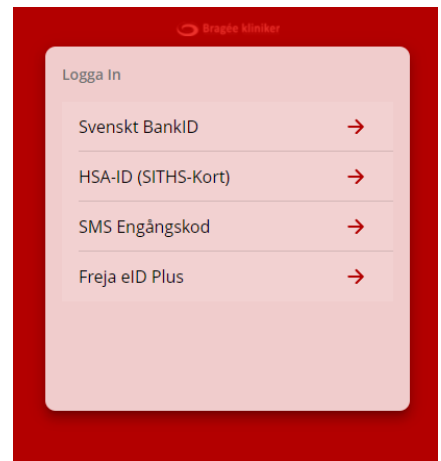 Bragée kliniker
Logga In
Svenskt BankID
HSA-ID (SITHS-Kort)
SMS Engångskod
Freja eID Plus